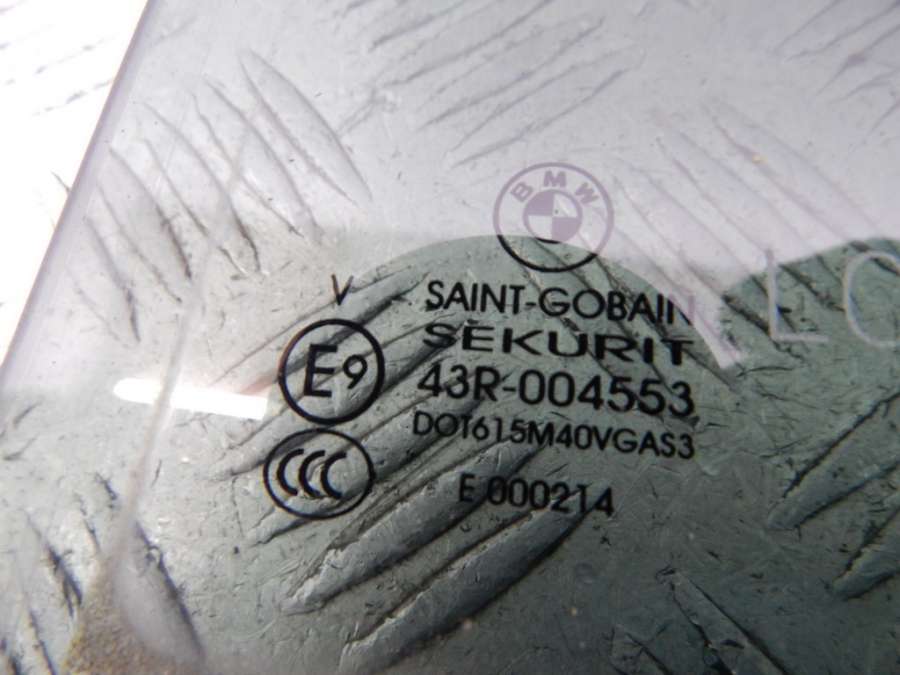 BMW
V
SAINT-GOBAIN
SEKURIT
E9
43R-004553
DOT615M40VGAS3
CCC
E 000214